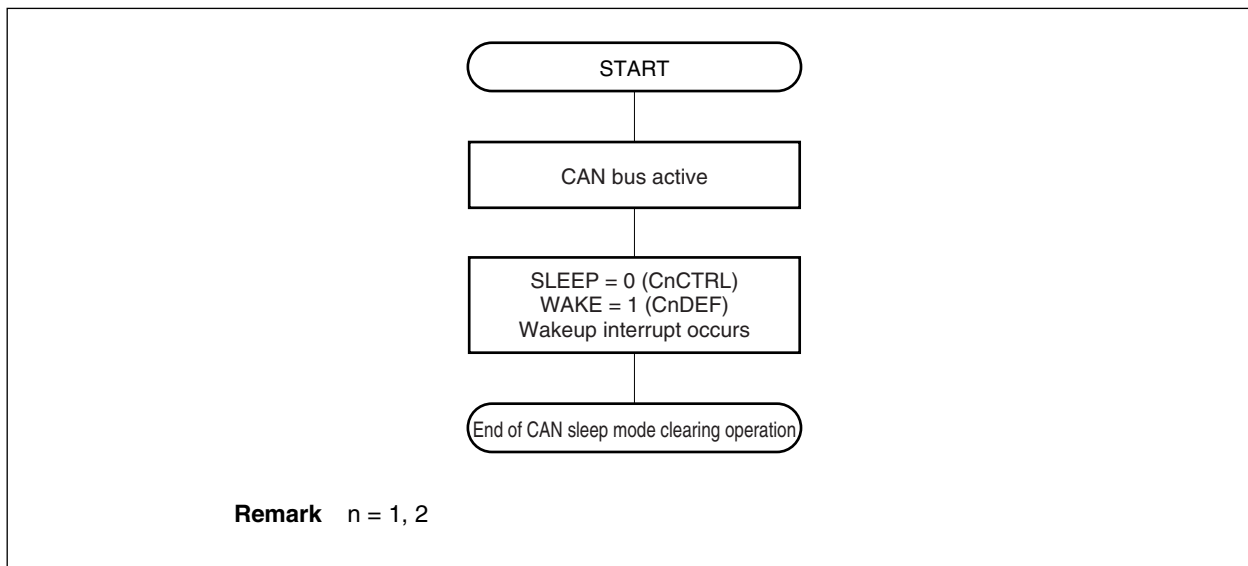 START
CAN bus active
SLEEP = 0 (CnCTRL)
WAKE = 1 (CnDEF)
Wakeup interrupt occurs
End of CAN sleep mode clearing operation
Remark n = 1, 2